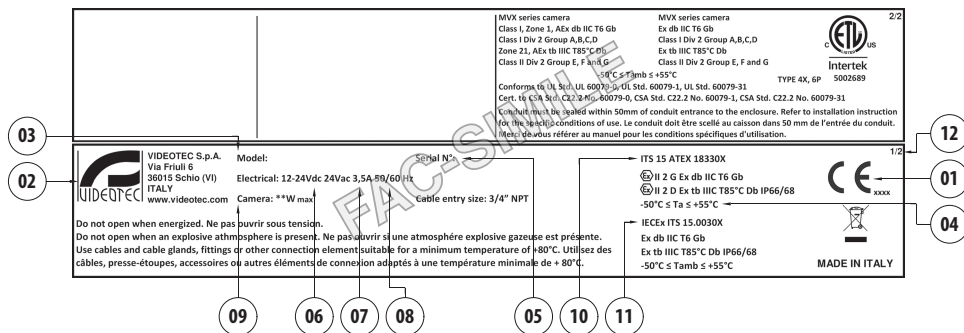 2/2
MVX series camera
Class I, Zone 1, AEx db IIC T6 Gb
Class I Div 2 Group A,B,C,D
Zone 21, AEx tb IIIC T85°C Db
Class II Div 2 Group E, F and G
MVX series camera
Ex db IIC T6 Gb
Class I Div 2 Group A,B,C,D
Ex tb IIIC T85°C Db
Class II Div 2 Group E, F and G
-50°C ≤ Tamb ≤ +55°C
TYPE 4X, 6P
Conforms to UL Std. UL 60079-0, UL Std. 60079-1, UL Std. 60079-31
Cert. to CSA Std. C22.2 No. 60079-0, CSA Std. C22.2 No. 60079-1, CSA Std. C22.2 No. 60079-31
Conduit must be sealed within 50mm of conduit entrance to the enclosure. Refer to installation instruction
for the specific conditions of use. Le conduit doit être scellé au caisson dans 50 mm de l'entrée du conduit.
Merci de vous référer au manuel pour les conditions spécifiques d'utilisation.
ETL
LISTED
C US
Intertek
5002689
FAC-SIMILE
03
02
12
01
04
1/2
VIDEOTEC
VIDEOTEC S.p.A.
Via Friuli 6
36015 Schio (VI)
ITALY
www.videotec.com
Model:
Serial N°:
Electrical: 12-24Vdc 24Vac 3,5A 50/60 Hz
Camera: **W max
Cable entry size: 3/4" NPT
Do not open when energized. Ne pas ouvrir sous tension.
Do not open when an explosive athmosphere is present. Ne pas ouvrir si une atmosphère explosive gazeuse est présente.
Use cables and cable glands, fittings or other connection element suitable for a minimum temperature of +80°C. Utilisez des
câbles, presse-étoupes, accessoires ou autres éléments de connexion adaptés à une température minimale de + 80°C.
ITS 15 ATEX 18330X
Ex II 2 G Ex db IIC T6 Gb
Ex II 2 D Ex tb IIIC T85°C Db IP66/68
-50°C ≤ Ta ≤ +55°C
IECEx ITS 15.0030X
Ex db IIC T6 Gb
Ex tb IIIC T85°C Db IP66/68
-50°C ≤ Tamb ≤ +55°C
CE xxxx
MADE IN ITALY
09
06
07
08
05
10
11